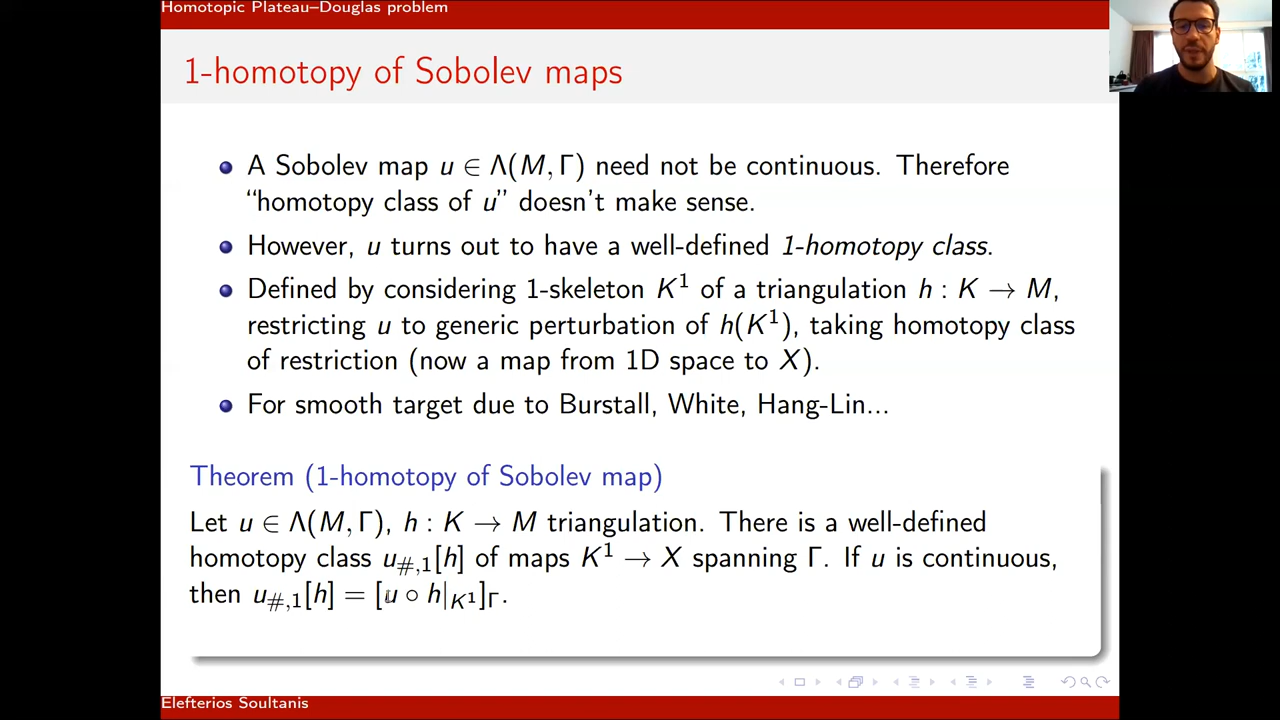 Homotopic Plateau–Douglas problem
1-homotopy of Sobolev maps
A Sobolev map u ∈ Λ(M, Γ) need not be continuous. Therefore
“homotopy class of u” doesn’t make sense.
However, u turns out to have a well-defined 1-homotopy class.
Defined by considering 1-skeleton K¹ of a triangulation h : K → M,
restricting u to generic perturbation of h(K¹), taking homotopy class
of restriction (now a map from 1D space to X).
For smooth target due to Burstall, White, Hang-Lin...
Theorem (1-homotopy of Sobolev map)
Let u ∈ Λ(M, Γ), h : K → M triangulation. There is a well-defined
homotopy class u_{#,1}[h] of maps K¹ → X spanning Γ. If u is continuous,
then u_{#,1}[h] = [u ∘ h|_{K¹}]_Γ.
Elefterios Soultanis